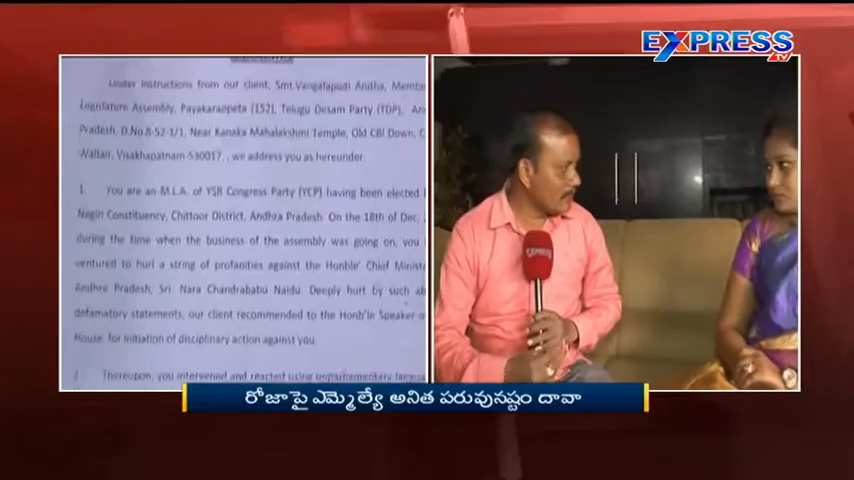 EXPRESS
TV
Under instructions from our client, Smt.Vangalapudi Anitha,
Legislature Assembly, Payakaraopeta (152), Telugu Desam Party (TDP),
Pradesh. D.No.8-52-1/1, Near Kanaka Mahalakshmi Temple, Old CBI Down,
Waltair, Visakhapatnam-530017, , we address you as hereunder:
1. You are an M.L.A. of YSR Congress Party (YCP) having been elected
Nagiri Constituency, Chittoor District, Andhra Pradesh. On the 18th of Dec.
during the time when the business of the assembly was going on, you
ventured to hurl a string of profanities against the Honble' Chief
Andhra Pradesh, Sri. Nara Chandrababu Naidu. Deeply hurt by such
defamatory statements, our client recommended to the Honb'le Speaker
House for initiation of disciplinary action against you.
Thereupon, you intervened and reacted using unparliamentary
రోజాపై ఎమ్మెల్యే అనిత పరువునష్టం దావా